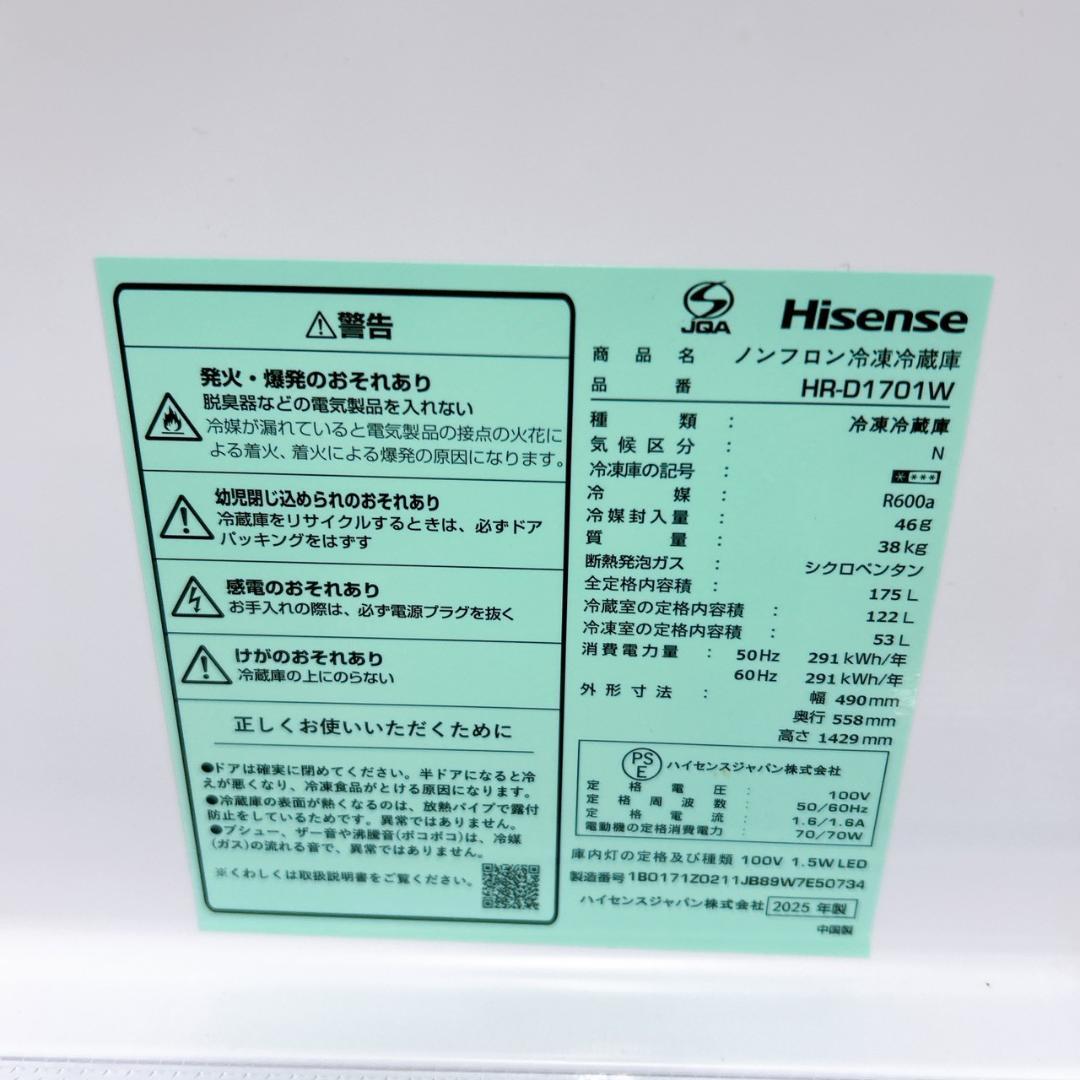 警告
発火・爆発のおそれあり
脱臭器などの電気製品を入れない
冷媒が漏れていると電気製品の接点の火花に
よる着火、着火による爆発の原因になります。
幼児閉じ込められのおそれあり
冷蔵庫をリサイクルするときは、必ずドア
パッキングをはずす
感電のおそれあり
お手入れの際は、必ず電源プラグを抜く
けがのおそれあり
冷蔵庫の上にのらない
正しくお使いいただくために
●ドアは確実に閉めてください。半ドアになると冷
えが悪くなり、冷凍食品がとける原因になります。
●冷蔵庫の表面が熱くなるのは、放熱パイプで露付
防止をしているためです。異常ではありません。
●ブシュー、ザー音や沸騰音(ボコボコ)は、冷媒
(ガス)の流れる音で、異常ではありません。
※くわしくは取扱説明書をご覧ください。
JQA Hisense
商品名 ノンフロン冷凍冷蔵庫
品番 HR-D1701W
種類 : 冷凍冷蔵庫
気候区分 : N
冷凍庫の記号 : ****
冷媒 : R600a
冷媒封入量 : 46g
質量 : 38kg
断熱発泡ガス : シクロペンタン
全定格内容積 : 175L
冷蔵室の定格内容積 : 122L
冷凍室の定格内容積 : 53L
消費電力量 : 50Hz 291kWh/年
60Hz 291kWh/年
外形寸法 : 幅 490mm
奥行 558mm
高さ 1429mm
PSE ハイセンスジャパン株式会社
定格電圧 : 100V
定格周波数 : 50/60Hz
定格電流 : 1.6/1.6A
電動機の定格消費電力 : 70/70W
庫内灯の定格及び種類 100V 1.5W LED
製造番号 1B0171Z0211JB89W7E50734
ハイセンスジャパン株式会社 2025年製
中国製